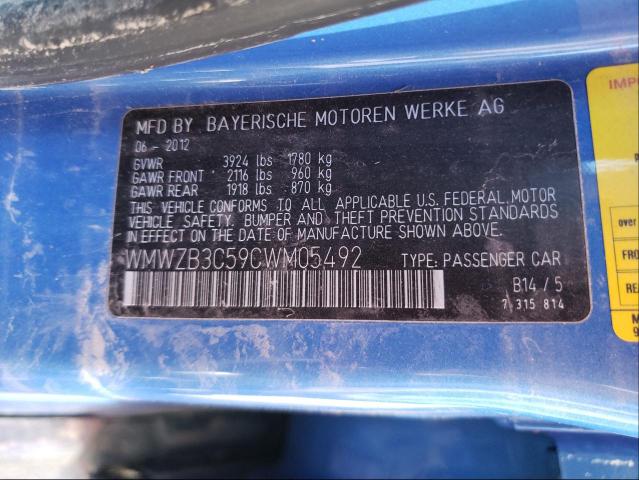 MFD BY BAYERISCHE MOTOREN WERKE AG
06 - 2012
GVWR 3924 lbs 1780 kg
GAWR FRONT 2116 lbs 960 kg
GAWR REAR 1918 lbs 870 kg
THIS VEHICLE CONFORMS TO ALL APPLICABLE U.S. FEDERAL MOTOR
VEHICLE SAFETY, BUMPER AND THEFT PREVENTION STANDARDS
IN EFFECT ON THE DATE OF MANUFACTURE SHOWN ABOVE.
WMWZB3C59CWM05492 TYPE: PASSENGER CAR
B14 / 5
7 315 814
over